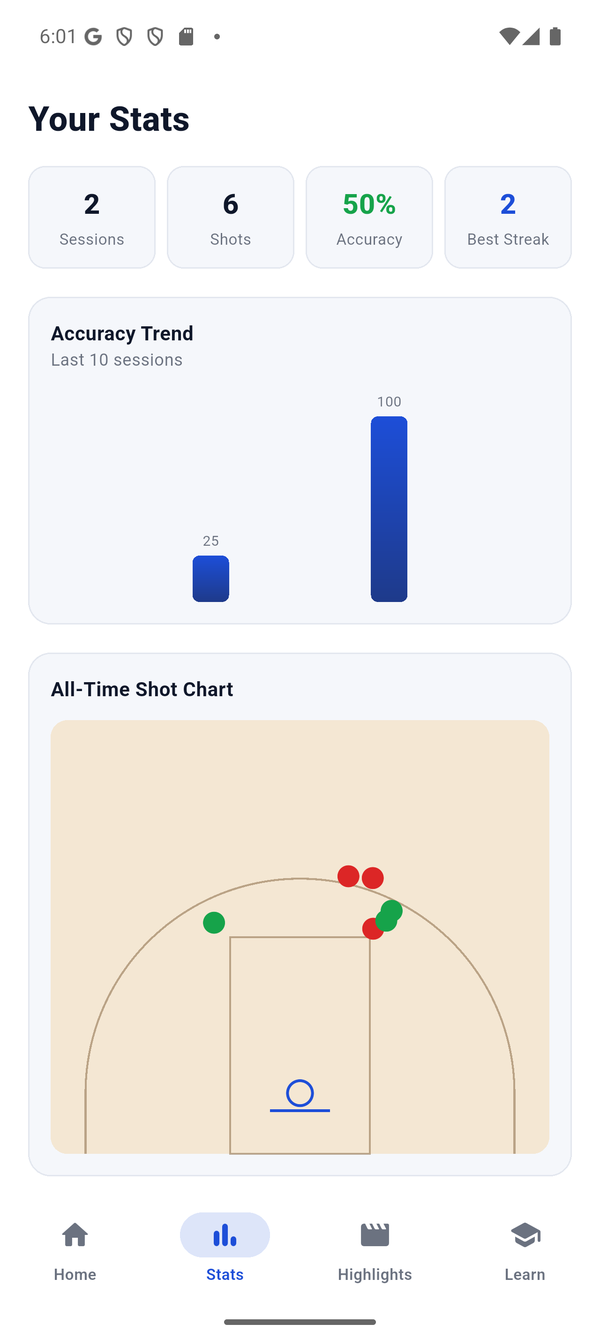 6:01
Your Stats
2
Sessions
6
Shots
50%
Accuracy
2
Best Streak
Accuracy Trend
Last 10 sessions
100
25
All-Time Shot Chart
Home
Stats
Highlights
Learn